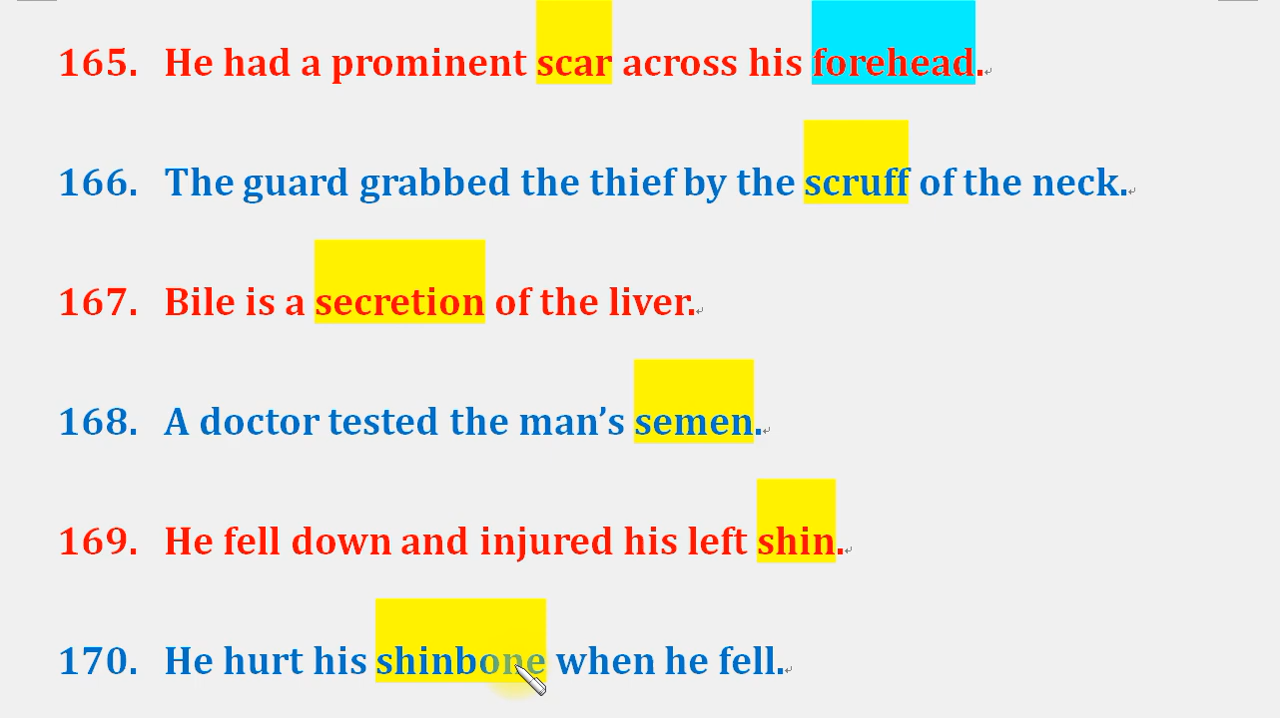 165. He had a prominent scar across his forehead.
166. The guard grabbed the thief by the scruff of the neck.
167. Bile is a secretion of the liver.
168. A doctor tested the man’s semen.
169. He fell down and injured his left shin.
170. He hurt his shinbone when he fell.